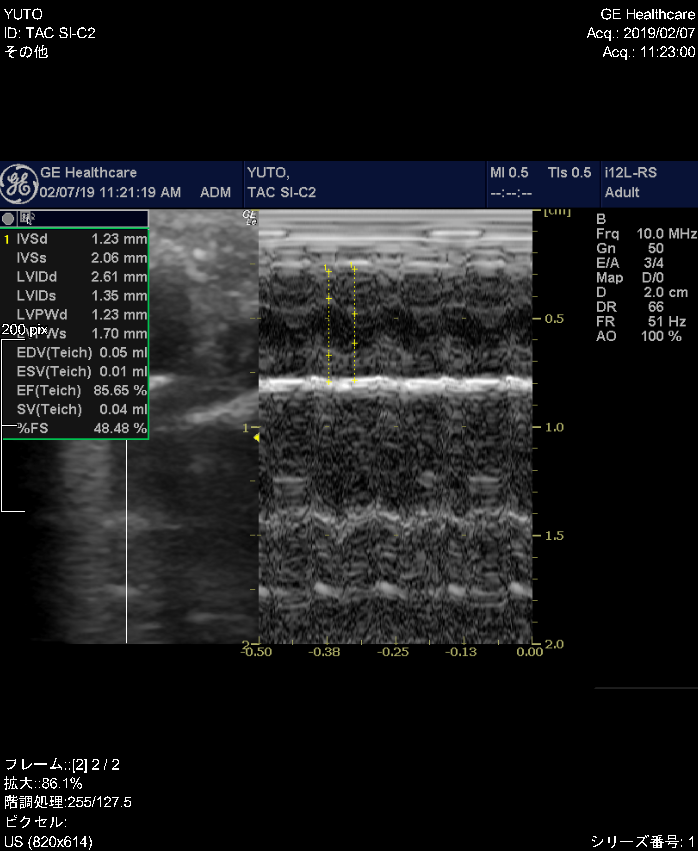 YUTO
ID: TAC SI-C2
その他
GE Healthcare
Acq.: 2019/02/07
Acq.: 11:23:00
GE Healthcare
02/07/19 11:21:19 AM ADM
YUTO,
TAC SI-C2
MI 0.5 TIs 0.5
--:--:--
i12L-RS
Adult
1 IVSd 1.23 mm
IVSs 2.06 mm
LVIDd 2.61 mm
LVIDs 1.35 mm
LVPWd 1.23 mm
LVPWs 1.70 mm
EDV(Teich) 0.05 ml
ESV(Teich) 0.01 ml
EF(Teich) 85.65 %
SV(Teich) 0.04 ml
%FS 48.48 %
200 pix
GE
1
2
0.5
1.0
1.5
2.0
-0.50 -0.38 -0.25 -0.13 0.00
B
Frq 10.0 MHz
Gn 50
E/A 3/4
Map D/0
D 2.0 cm
DR 66
FR 51 Hz
AO 100 %
フレーム::[2] 2 / 2
拡大::86.1%
階調処理:255/127.5
ピクセル:
US (820x614)
シリーズ番号: 1